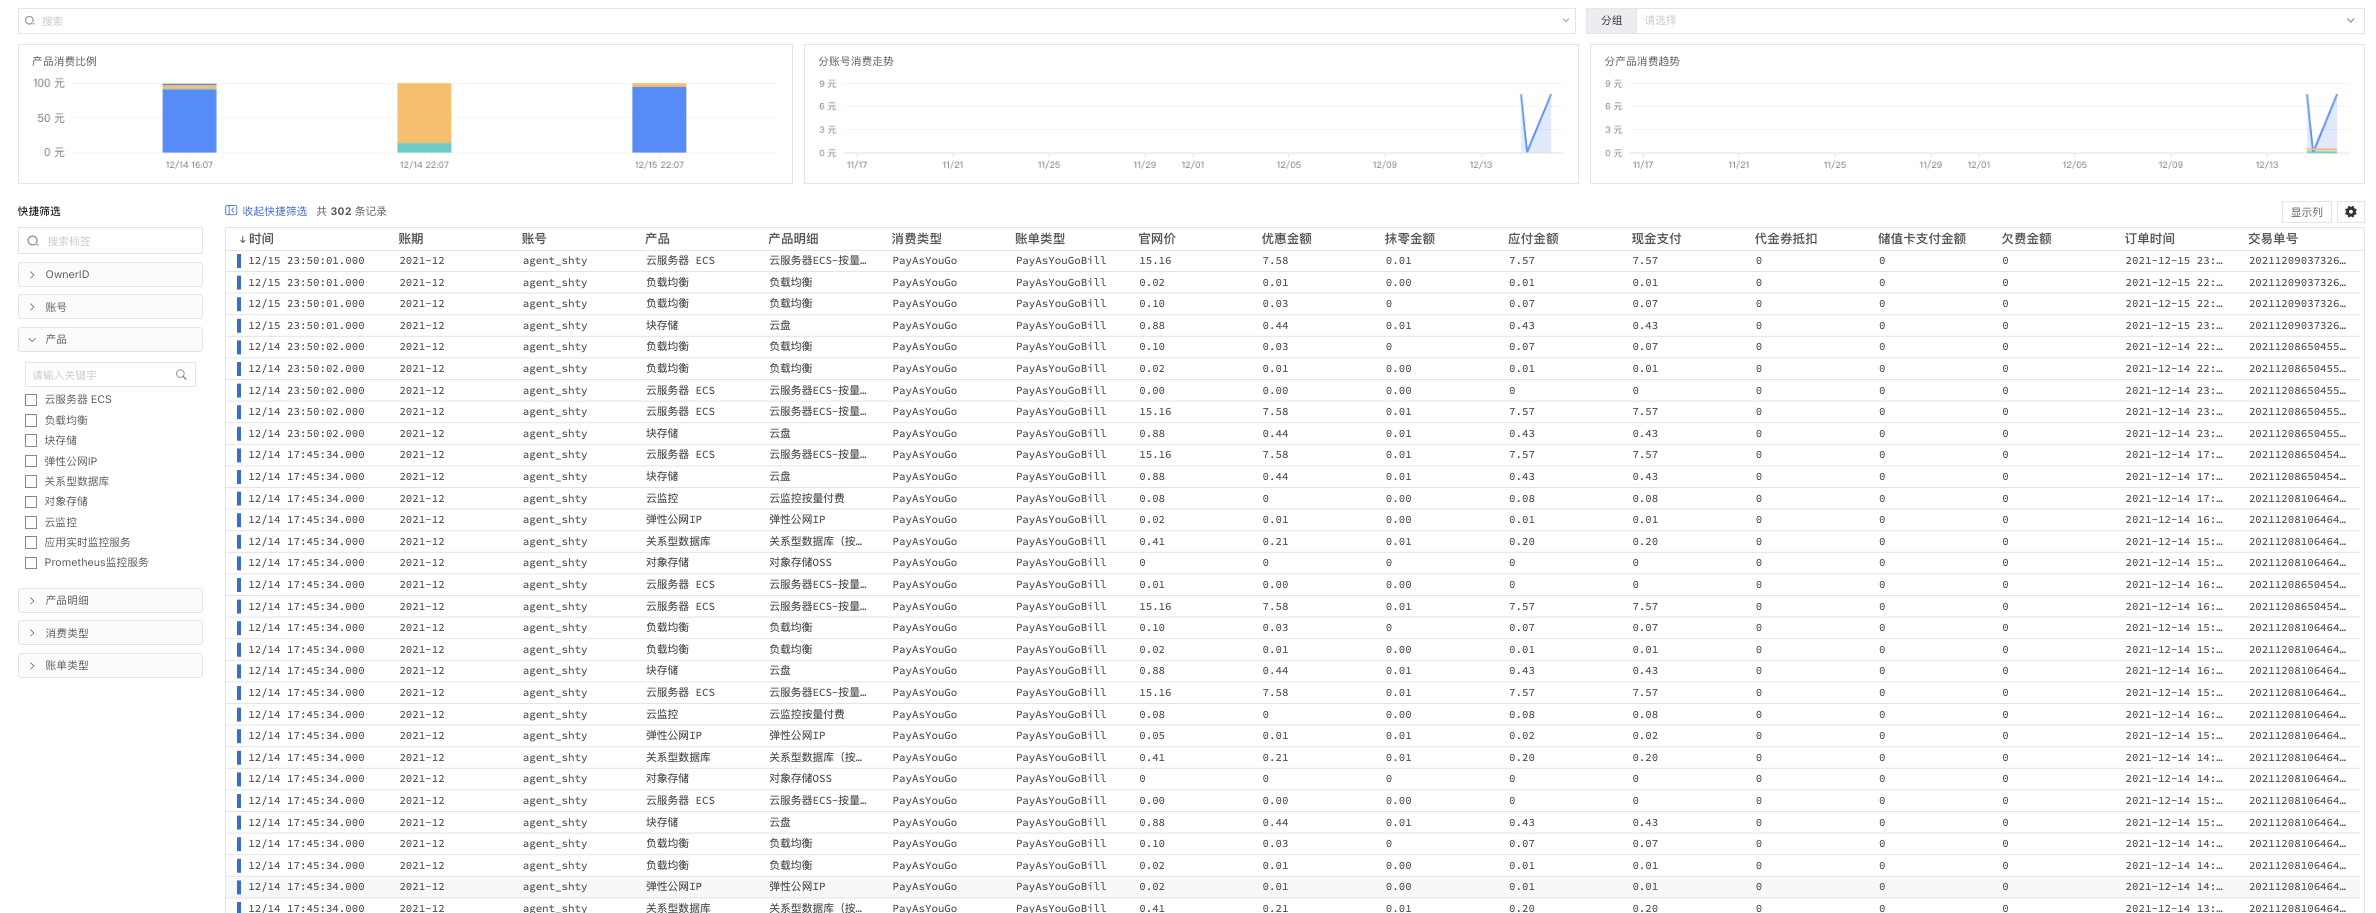 搜索
分组 请选择
产品消费比例
100 元
50 元
0 元
12/14 16:07 12/14 22:07 12/15 22:07
分账号消费走势
9 元
6 元
3 元
0 元
11/17 11/21 11/25 11/29 12/01 12/05 12/09 12/13
分产品消费趋势
9 元
6 元
3 元
0 元
11/17 11/21 11/25 11/29 12/01 12/05 12/09 12/13
快捷筛选
搜索标签
OwnerID
账号
产品
请输入关键字
云服务器 ECS
负载均衡
块存储
弹性公网IP
关系型数据库
对象存储
云监控
应用实时监控服务
Prometheus监控服务
产品明细
消费类型
账单类型
收起快捷筛选 共 302 条记录
显示列
↓时间 账期 账号 产品 产品明细 消费类型 账单类型 官网价 优惠金额 抹零金额 应付金额 现金支付 代金券抵扣 储值卡支付金额 欠费金额 订单时间 交易单号
12/15 23:50:01.000 2021-12 agent_shty 云服务器 ECS 云服务器ECS-按量… PayAsYouGo PayAsYouGoBill 15.16 7.58 0.01 7.57 7.57 0 0 0 2021-12-15 23:… 20211209037326…
12/15 23:50:01.000 2021-12 agent_shty 负载均衡 负载均衡 PayAsYouGo PayAsYouGoBill 0.02 0.01 0.00 0.01 0.01 0 0 0 2021-12-15 22:… 20211209037326…
12/15 23:50:01.000 2021-12 agent_shty 负载均衡 负载均衡 PayAsYouGo PayAsYouGoBill 0.10 0.03 0 0.07 0.07 0 0 0 2021-12-15 22:… 20211209037326…
12/15 23:50:01.000 2021-12 agent_shty 块存储 云盘 PayAsYouGo PayAsYouGoBill 0.88 0.44 0.01 0.43 0.43 0 0 0 2021-12-15 23:… 20211209037326…
12/14 23:50:02.000 2021-12 agent_shty 负载均衡 负载均衡 PayAsYouGo PayAsYouGoBill 0.10 0.03 0 0.07 0.07 0 0 0 2021-12-14 22:… 20211208650455…
12/14 23:50:02.000 2021-12 agent_shty 负载均衡 负载均衡 PayAsYouGo PayAsYouGoBill 0.02 0.01 0.00 0.01 0.01 0 0 0 2021-12-14 22:… 20211208650455…
12/14 23:50:02.000 2021-12 agent_shty 云服务器 ECS 云服务器ECS-按量… PayAsYouGo PayAsYouGoBill 0.00 0.00 0.00 0 0 0 0 0 2021-12-14 23:… 20211208650455…
12/14 23:50:02.000 2021-12 agent_shty 云服务器 ECS 云服务器ECS-按量… PayAsYouGo PayAsYouGoBill 15.16 7.58 0.01 7.57 7.57 0 0 0 2021-12-14 23:… 20211208650455…
12/14 23:50:02.000 2021-12 agent_shty 块存储 云盘 PayAsYouGo PayAsYouGoBill 0.88 0.44 0.01 0.43 0.43 0 0 0 2021-12-14 23:… 20211208650455…
12/14 17:45:34.000 2021-12 agent_shty 云服务器 ECS 云服务器ECS-按量… PayAsYouGo PayAsYouGoBill 15.16 7.58 0.01 7.57 7.57 0 0 0 2021-12-14 17:… 20211208650454…
12/14 17:45:34.000 2021-12 agent_shty 块存储 云盘 PayAsYouGo PayAsYouGoBill 0.88 0.44 0.01 0.43 0.43 0 0 0 2021-12-14 17:… 20211208650454…
12/14 17:45:34.000 2021-12 agent_shty 云监控 云监控按量付费 PayAsYouGo PayAsYouGoBill 0.08 0 0.00 0.08 0.08 0 0 0 2021-12-14 17:… 20211208106464…
12/14 17:45:34.000 2021-12 agent_shty 弹性公网IP 弹性公网IP PayAsYouGo PayAsYouGoBill 0.02 0.01 0.00 0.01 0.01 0 0 0 2021-12-14 16:… 20211208106464…
12/14 17:45:34.000 2021-12 agent_shty 关系型数据库 关系型数据库（按… PayAsYouGo PayAsYouGoBill 0.41 0.21 0.01 0.20 0.20 0 0 0 2021-12-14 15:… 20211208106464…
12/14 17:45:34.000 2021-12 agent_shty 对象存储 对象存储OSS PayAsYouGo PayAsYouGoBill 0 0 0 0 0 0 0 0 2021-12-14 15:… 20211208106464…
12/14 17:45:34.000 2021-12 agent_shty 云服务器 ECS 云服务器ECS-按量… PayAsYouGo PayAsYouGoBill 0.01 0.00 0.00 0 0 0 0 0 2021-12-14 16:… 20211208650454…
12/14 17:45:34.000 2021-12 agent_shty 云服务器 ECS 云服务器ECS-按量… PayAsYouGo PayAsYouGoBill 15.16 7.58 0.01 7.57 7.57 0 0 0 2021-12-14 16:… 20211208650454…
12/14 17:45:34.000 2021-12 agent_shty 负载均衡 负载均衡 PayAsYouGo PayAsYouGoBill 0.10 0.03 0 0.07 0.07 0 0 0 2021-12-14 15:… 20211208106464…
12/14 17:45:34.000 2021-12 agent_shty 负载均衡 负载均衡 PayAsYouGo PayAsYouGoBill 0.02 0.01 0.00 0.01 0.01 0 0 0 2021-12-14 15:… 20211208106464…
12/14 17:45:34.000 2021-12 agent_shty 块存储 云盘 PayAsYouGo PayAsYouGoBill 0.88 0.44 0.01 0.43 0.43 0 0 0 2021-12-14 16:… 20211208106464…
12/14 17:45:34.000 2021-12 agent_shty 云服务器 ECS 云服务器ECS-按量… PayAsYouGo PayAsYouGoBill 15.16 7.58 0.01 7.57 7.57 0 0 0 2021-12-14 15:… 20211208106464…
12/14 17:45:34.000 2021-12 agent_shty 云监控 云监控按量付费 PayAsYouGo PayAsYouGoBill 0.08 0 0.00 0.08 0.08 0 0 0 2021-12-14 16:… 20211208106464…
12/14 17:45:34.000 2021-12 agent_shty 弹性公网IP 弹性公网IP PayAsYouGo PayAsYouGoBill 0.05 0.01 0.01 0.02 0.02 0 0 0 2021-12-14 15:… 20211208106464…
12/14 17:45:34.000 2021-12 agent_shty 关系型数据库 关系型数据库（按… PayAsYouGo PayAsYouGoBill 0.41 0.21 0.01 0.20 0.20 0 0 0 2021-12-14 14:… 20211208106464…
12/14 17:45:34.000 2021-12 agent_shty 对象存储 对象存储OSS PayAsYouGo PayAsYouGoBill 0 0 0 0 0 0 0 0 2021-12-14 14:… 20211208106464…
12/14 17:45:34.000 2021-12 agent_shty 云服务器 ECS 云服务器ECS-按量… PayAsYouGo PayAsYouGoBill 0.00 0.00 0.00 0 0 0 0 0 2021-12-14 15:… 20211208106464…
12/14 17:45:34.000 2021-12 agent_shty 块存储 云盘 PayAsYouGo PayAsYouGoBill 0.88 0.44 0.01 0.43 0.43 0 0 0 2021-12-14 15:… 20211208106464…
12/14 17:45:34.000 2021-12 agent_shty 负载均衡 负载均衡 PayAsYouGo PayAsYouGoBill 0.10 0.03 0 0.07 0.07 0 0 0 2021-12-14 14:… 20211208106464…
12/14 17:45:34.000 2021-12 agent_shty 负载均衡 负载均衡 PayAsYouGo PayAsYouGoBill 0.02 0.01 0.00 0.01 0.01 0 0 0 2021-12-14 14:… 20211208106464…
12/14 17:45:34.000 2021-12 agent_shty 弹性公网IP 弹性公网IP PayAsYouGo PayAsYouGoBill 0.02 0.01 0.00 0.01 0.01 0 0 0 2021-12-14 14:… 20211208106464…
12/14 17:45:34.000 2021-12 agent_shty 关系型数据库 关系型数据库（按… PayAsYouGo PayAsYouGoBill 0.41 0.21 0.01 0.20 0.20 0 0 0 2021-12-14 13:… 20211208106464…